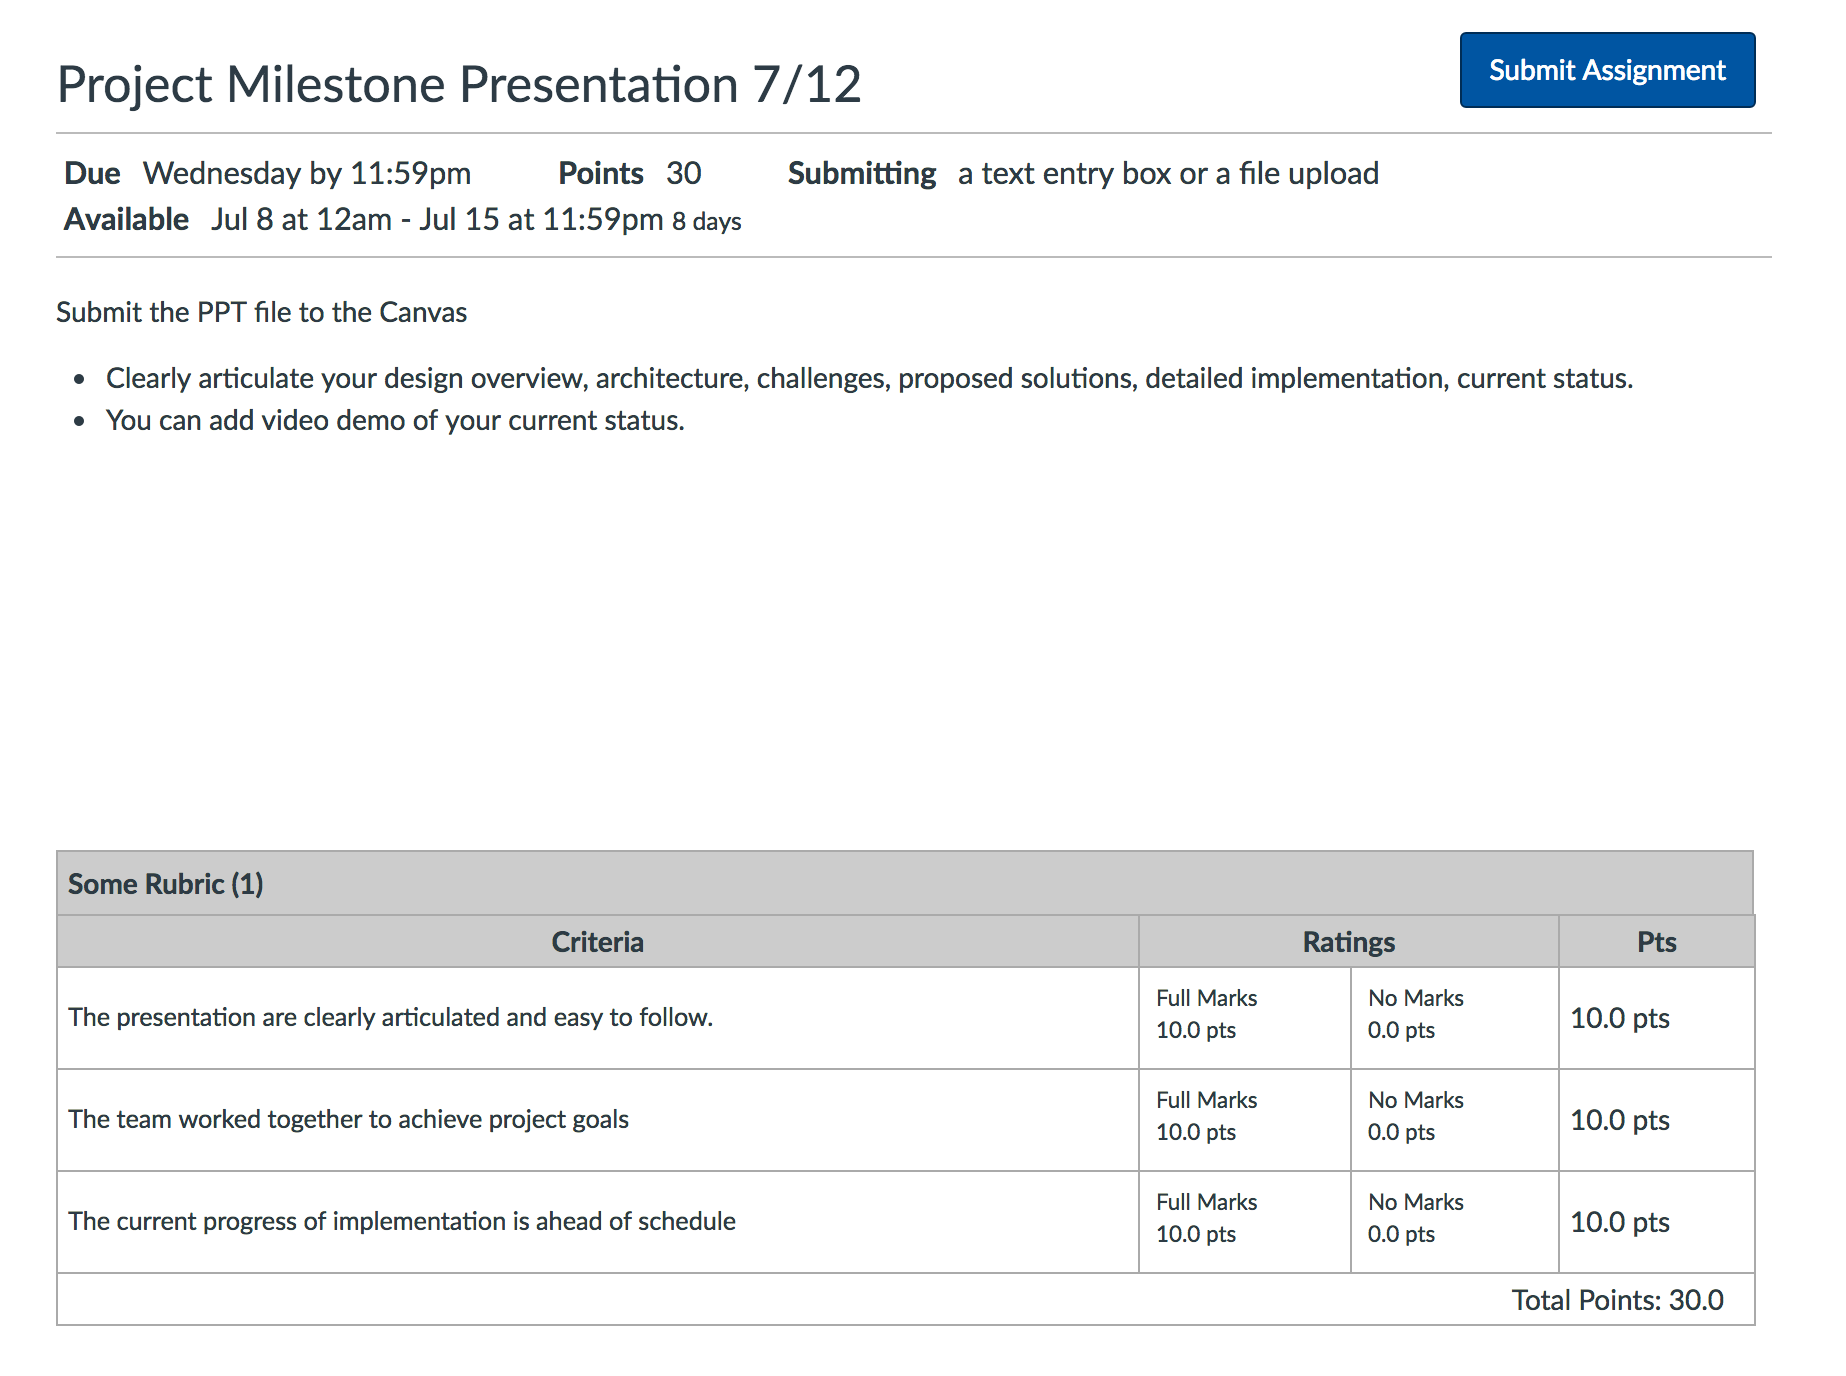 Project Milestone Presentation 7/12
Submit Assignment
Due Wednesday by 11:59pm Points 30 Submitting a text entry box or a file upload
Available Jul 8 at 12am - Jul 15 at 11:59pm 8 days
Submit the PPT file to the Canvas
• Clearly articulate your design overview, architecture, challenges, proposed solutions, detailed implementation, current status.
• You can add video demo of your current status.
Some Rubric (1)
Criteria Ratings Pts
The presentation are clearly articulated and easy to follow.
Full Marks
10.0 pts
No Marks
0.0 pts
10.0 pts
The team worked together to achieve project goals
Full Marks
10.0 pts
No Marks
0.0 pts
10.0 pts
The current progress of implementation is ahead of schedule
Full Marks
10.0 pts
No Marks
0.0 pts
10.0 pts
Total Points: 30.0